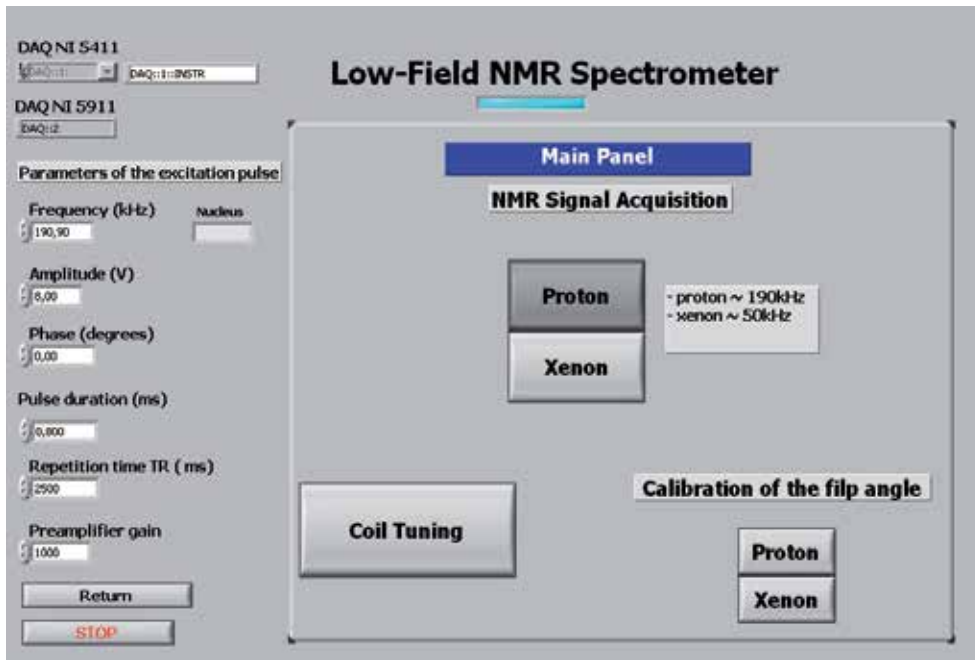 DAQ NI 5411
DAQ::1::
DAQ::1::INSTR
DAQ NI 5911
DAQ::2
Parameters of the excitation pulse
Frequency (kHz)
Nucleus
190,90
Amplitude (V)
8,00
Phase (degrees)
0,00
Pulse duration (ms)
0,800
Repetition time TR ( ms)
2500
Preamplifier gain
1000
Return
STOP
Low-Field NMR Spectrometer
Main Panel
NMR Signal Acquisition
Proton
Xenon
- proton ~ 190kHz
- xenon ~ 50kHz
Coil Tuning
Calibration of the filp angle
Proton
Xenon